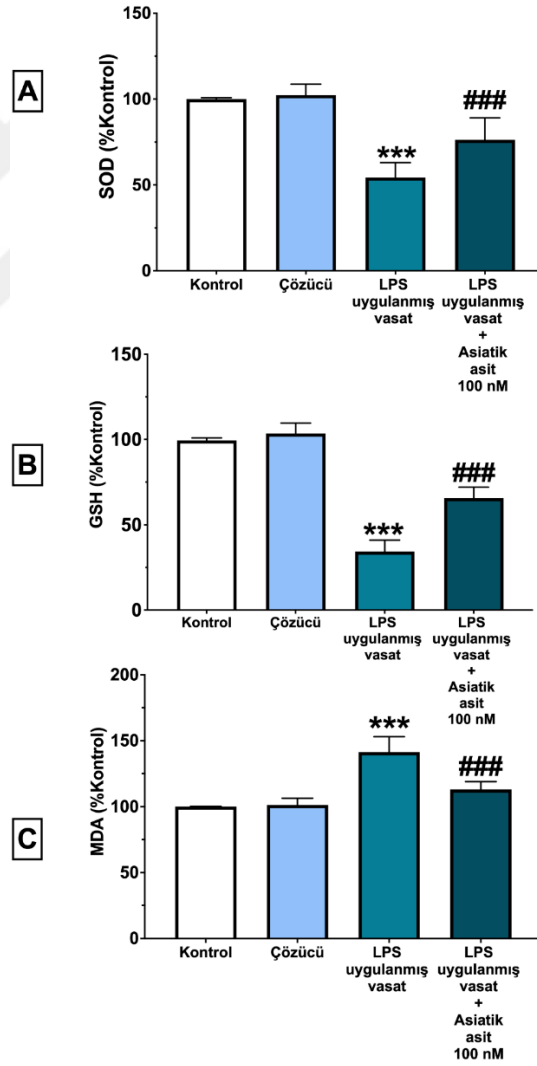 A
SOD (%Kontrol)
150
100
50
0
***
###
Kontrol
Çözücü
LPS
uygulanmış
vasat
LPS
uygulanmış
vasat
+
Asiatik
asit
100 nM
B
GSH (%Kontrol)
150
100
50
0
***
###
Kontrol
Çözücü
LPS
uygulanmış
vasat
LPS
uygulanmış
vasat
+
Asiatik
asit
100 nM
C
MDA (%Kontrol)
200
150
100
50
0
***
###
Kontrol
Çözücü
LPS
uygulanmış
vasat
LPS
uygulanmış
vasat
+
Asiatik
asit
100 nM